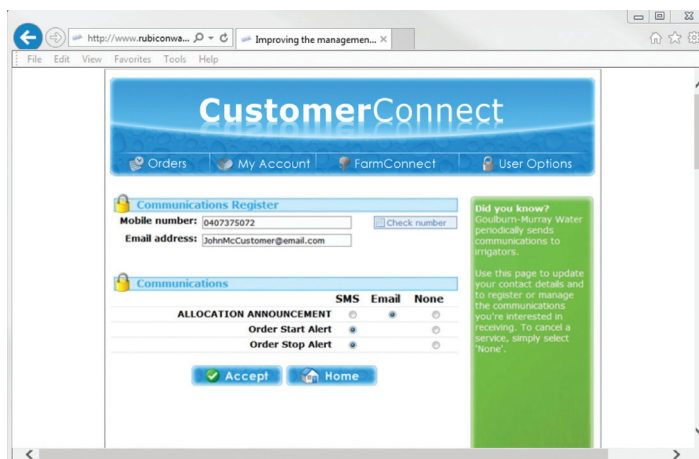 http://www.rubiconwa...
Improving the managemen...
File Edit View Favorites Tools Help
CustomerConnect
Orders My Account FarmConnect User Options
Communications Register
Mobile number: 0407375072 Check number
Email address: JohnMcCustomer@email.com
Communications
SMS Email None
ALLOCATION ANNOUNCEMENT
Order Start Alert
Order Stop Alert
Accept Home
Did you know?
Goulburn-Murray Water
periodically sends
communications to
irrigators.
Use this page to update
your contact details and
to register or manage
the communications
you're interested in
receiving. To cancel a
service, simply select
'None'.